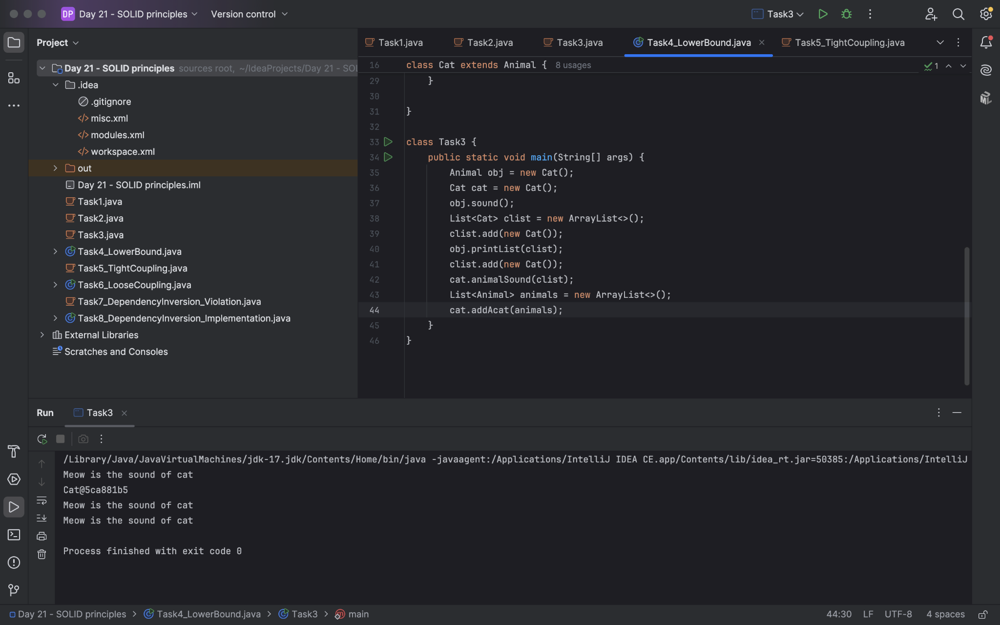 DP Day 21 - SOLID principles Version control Task3
Project
Task1.java Task2.java Task3.java Task4_LowerBound.java Task5_TightCoupling.java
Day 21 - SOLID principles sources root, ~/IdeaProjects/Day 21 - SOL
.idea
.gitignore
misc.xml
modules.xml
workspace.xml
out
Day 21 - SOLID principles.iml
Task1.java
Task2.java
Task3.java
Task4_LowerBound.java
Task5_TightCoupling.java
Task6_LooseCoupling.java
Task7_DependencyInversion_Violation.java
Task8_DependencyInversion_Implementation.java
External Libraries
Scratches and Consoles
16 class Cat extends Animal { 8 usages 1
29 }
30
31 }
32
33 class Task3 {
34 public static void main(String[] args) {
35 Animal obj = new Cat();
36 Cat cat = new Cat();
37 obj.sound();
38 List<Cat> clist = new ArrayList<>();
39 clist.add(new Cat());
40 obj.printList(clist);
41 clist.add(new Cat());
42 cat.animalSound(clist);
43 List<Animal> animals = new ArrayList<>();
44 cat.addAcat(animals);
45 }
46 }
Run Task3
/Library/Java/JavaVirtualMachines/jdk-17.jdk/Contents/Home/bin/java -javaagent:/Applications/IntelliJ IDEA CE.app/Contents/lib/idea_rt.jar=50385:/Applications/IntelliJ
Meow is the sound of cat
Cat@5ca881b5
Meow is the sound of cat
Meow is the sound of cat
Process finished with exit code 0
Day 21 - SOLID principles > Task4_LowerBound.java > Task3 > main 44:30 LF UTF-8 4 spaces